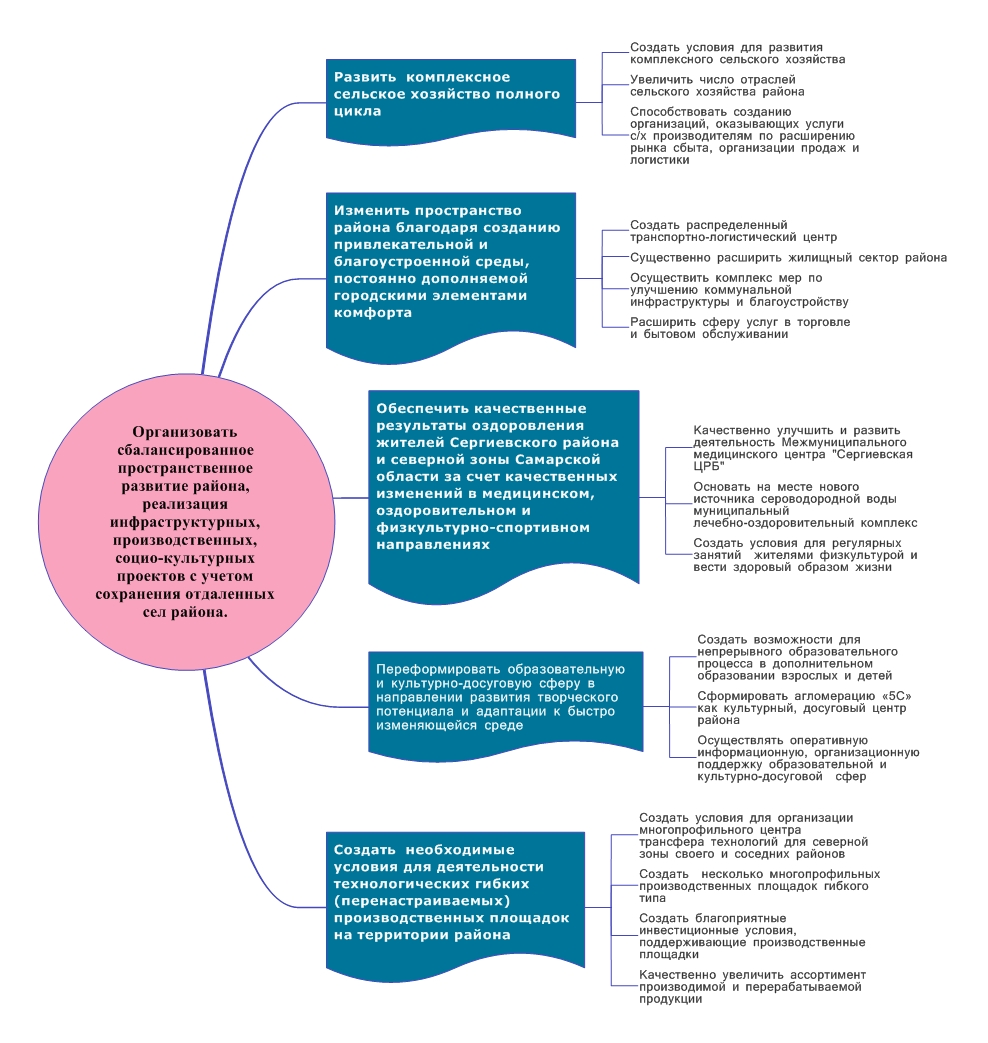 Организовать
сбалансированное
пространственное
развитие района,
реализация
инфраструктурных,
производственных,
социо-культурных
проектов с учетом
сохранения отдаленных
сел района.
Развить комплексное
сельское хозяйство полного
цикла
Создать условия для развития
комплексного сельского хозяйства
Увеличить число отраслей
сельского хозяйства района
Способствовать созданию
организаций, оказывающих услуги
с/х производителям по расширению
рынка сбыта, организации продаж и
логистики
Изменить пространство
района благодаря созданию
привлекательной и
благоустроенной среды,
постоянно дополняемой
городскими элементами
комфорта
Создать распределенный
транспортно-логистический центр
Существенно расширить жилищный сектор района
Осуществить комплекс мер по
улучшению коммунальной
инфраструктуры и благоустройству
Расширить сферу услуг в торговле
и бытовом обслуживании
Обеспечить качественные
результаты оздоровления
жителей Сергиевского района
и северной зоны Самарской
области за счет качественных
изменений в медицинском,
оздоровительном и
физкультурно-спортивном
направлениях
Качественно улучшить и развить
деятельность Межмуниципального
медицинского центра "Сергиевская
ЦРБ"
Основать на месте нового
источника сероводородной воды
муниципальный
лечебно-оздоровительный комплекс
Создать условия для регулярных
занятий жителями физкультурой и
вести здоровый образом жизни
Переформировать образовательную
и культурно-досуговую сферу в
направлении развития творческого
потенциала и адаптации к быстро
изменяющейся среде
Создать возможности для
непрерывного образовательного
процесса в дополнительном
образовании взрослых и детей
Сформировать агломерацию «5С»
как культурный, досуговый центр
района
Осуществлять оперативную
информационную, организационную
поддержку образовательной и
культурно-досуговой сфер
Создать необходимые
условия для деятельности
технологических гибких
(перенастраиваемых)
производственных площадок
на территории района
Создать условия для организации
многопрофильного центра
трансфера технологий для северной
зоны своего и соседних районов
Создать несколько многопрофильных
производственных площадок гибкого
типа
Создать благоприятные
инвестиционные условия,
поддерживающие производственные
площадки
Качественно увеличить ассортимент
производимой и перерабатываемой
продукции